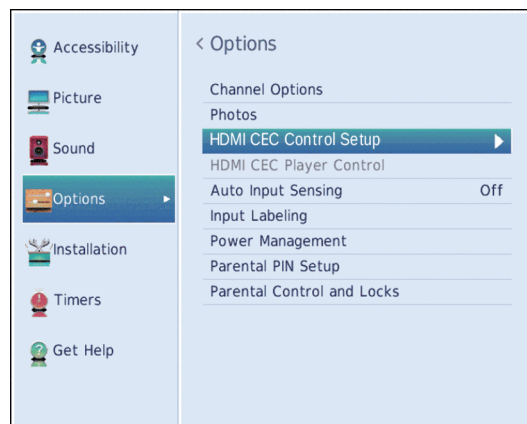 Accessibility
Picture
Sound
Options
Installation
Timers
Get Help
< Options
Channel Options
Photos
HDMI CEC Control Setup
HDMI CEC Player Control
Auto Input Sensing Off
Input Labeling
Power Management
Parental PIN Setup
Parental Control and Locks